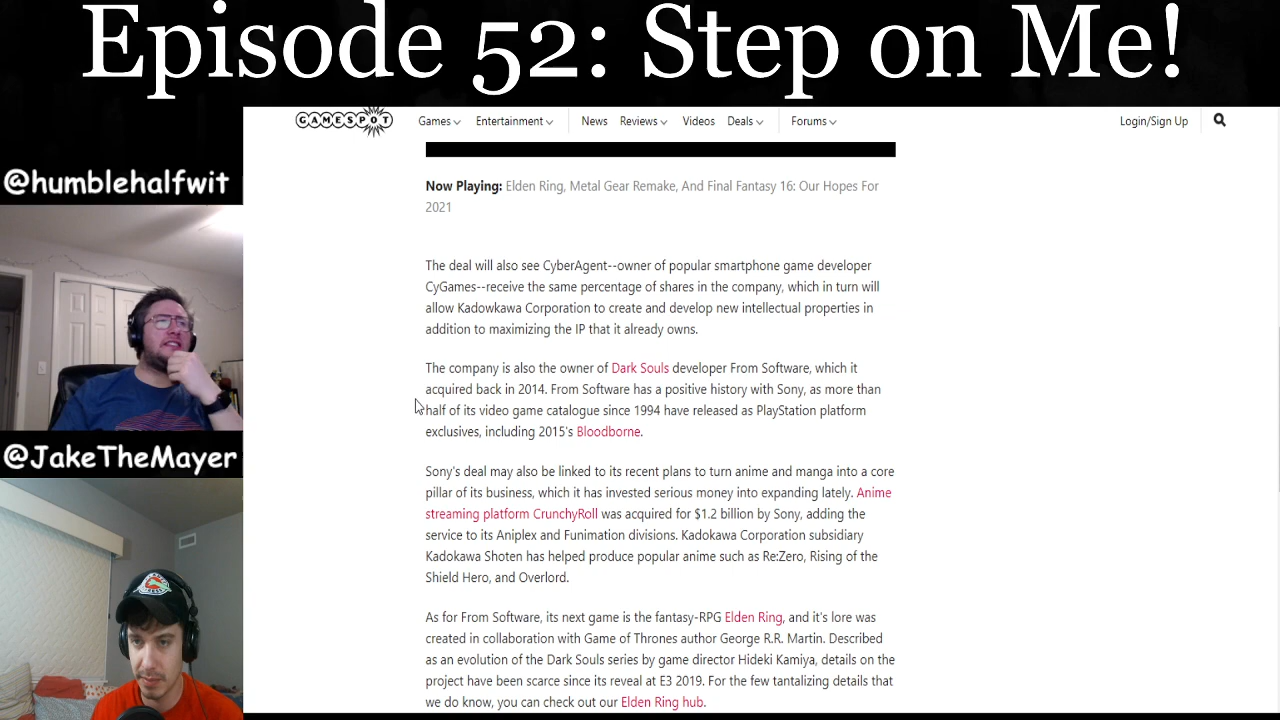 Episode 52: Step on Me!
GAMESPOT
Games Entertainment News Reviews Videos Deals Forums Login/Sign Up
@humblehalfwit
@JakeTheMayer
Now Playing: Elden Ring, Metal Gear Remake, And Final Fantasy 16: Our Hopes For
2021
The deal will also see CyberAgent--owner of popular smartphone game developer
CyGames--receive the same percentage of shares in the company, which in turn will
allow Kadowkawa Corporation to create and develop new intellectual properties in
addition to maximizing the IP that it already owns.
The company is also the owner of Dark Souls developer From Software, which it
acquired back in 2014. From Software has a positive history with Sony, as more than
half of its video game catalogue since 1994 have released as PlayStation platform
exclusives, including 2015's Bloodborne.
Sony's deal may also be linked to its recent plans to turn anime and manga into a core
pillar of its business, which it has invested serious money into expanding lately. Anime
streaming platform CrunchyRoll was acquired for $1.2 billion by Sony, adding the
service to its Aniplex and Funimation divisions. Kadokawa Corporation subsidiary
Kadokawa Shoten has helped produce popular anime such as Re:Zero, Rising of the
Shield Hero, and Overlord.
As for From Software, its next game is the fantasy-RPG Elden Ring, and it's lore was
created in collaboration with Game of Thrones author George R.R. Martin. Described
as an evolution of the Dark Souls series by game director Hideki Kamiya, details on the
project have been scarce since its reveal at E3 2019. For the few tantalizing details that
we do know, you can check out our Elden Ring hub.